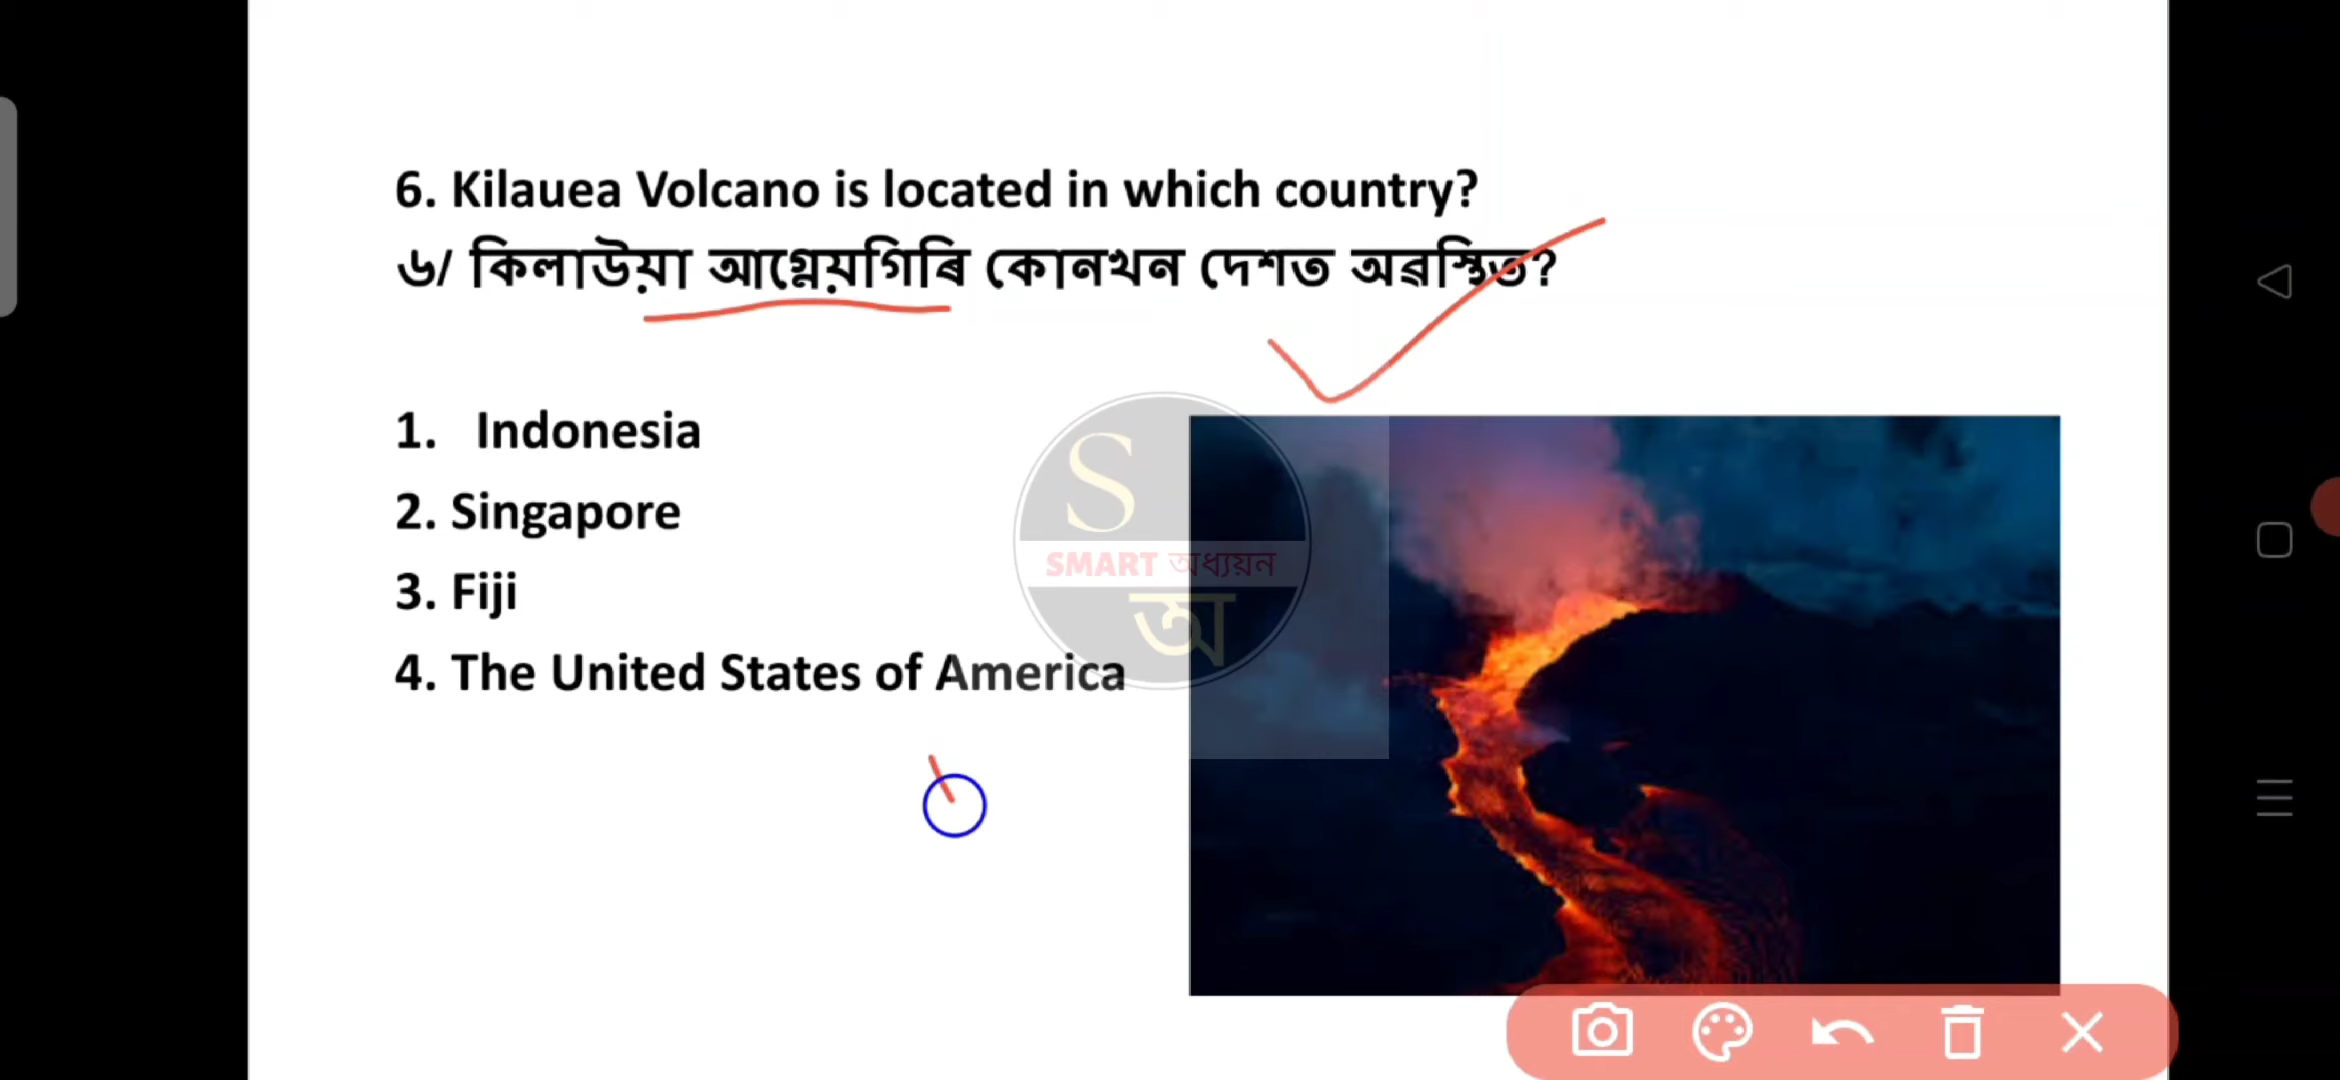 6. Kilauea Volcano is located in which country?
৬/ কিলাউয়া আগ্নেয়গিৰি কোনখন দেশত অৱস্থিত?
1. Indonesia
2. Singapore
3. Fiji
4. The United States of America
S
SMART অধ্যয়ন
অ